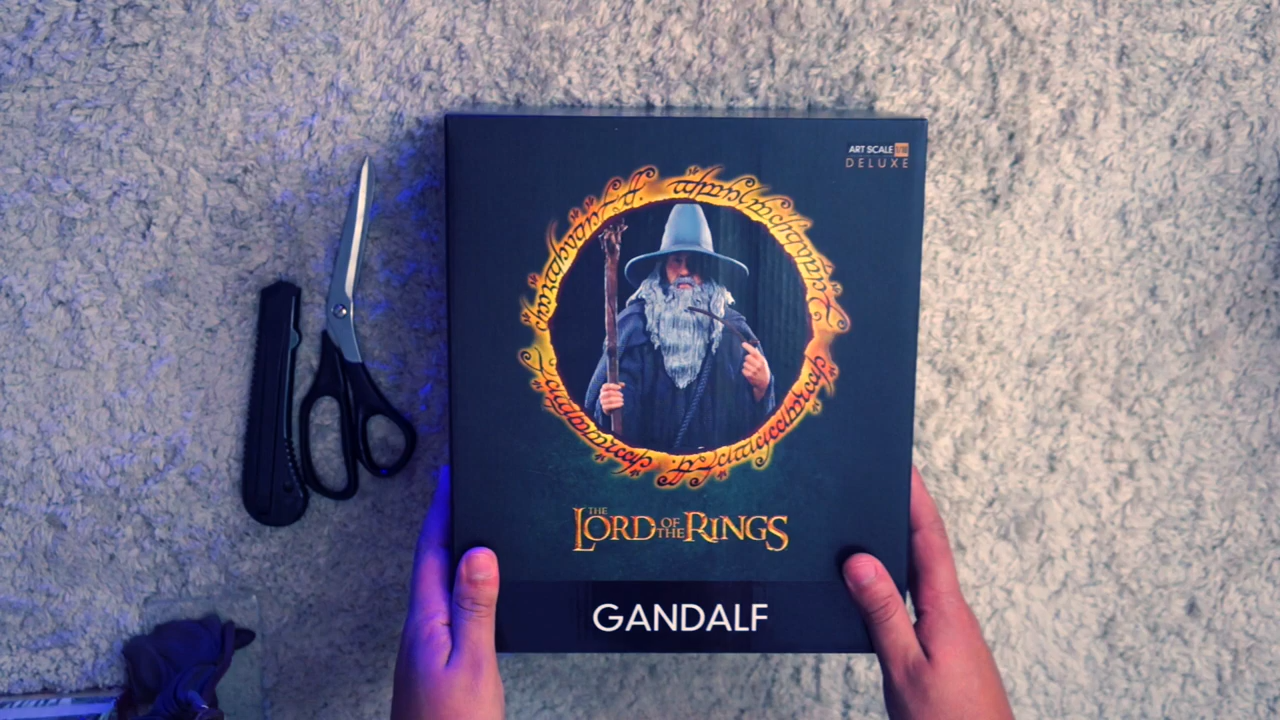 ART SCALE 1/10
DELUXE
THE LORD OF THE RINGS
GANDALF